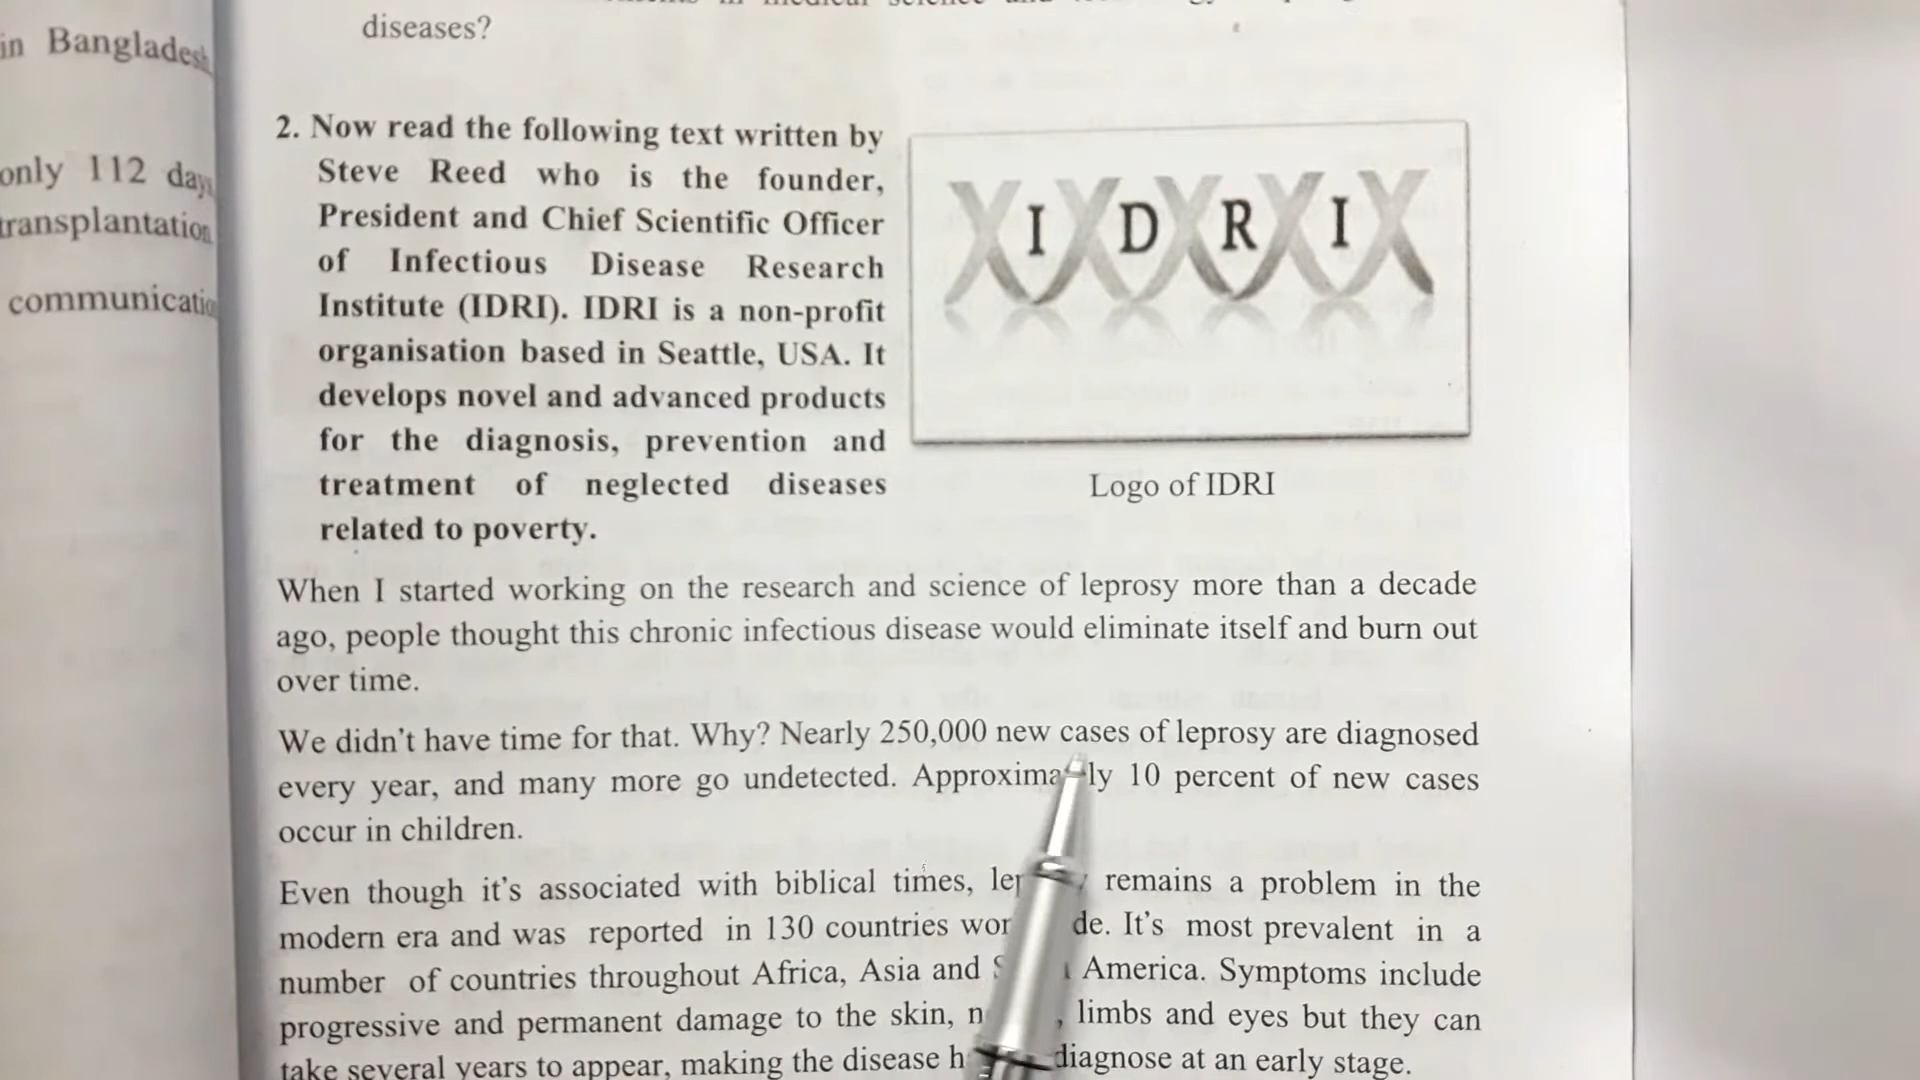 in Bangladesh
only 112 days
transplantation
communicatio
diseases?
2. Now read the following text written by
Steve Reed who is the founder,
President and Chief Scientific Officer
of Infectious Disease Research
Institute (IDRI). IDRI is a non-profit
organisation based in Seattle, USA. It
develops novel and advanced products
for the diagnosis, prevention and
treatment of neglected diseases
related to poverty.
I D R I
Logo of IDRI
When I started working on the research and science of leprosy more than a decade
ago, people thought this chronic infectious disease would eliminate itself and burn out
over time.
We didn't have time for that. Why? Nearly 250,000 new cases of leprosy are diagnosed
every year, and many more go undetected. Approximately 10 percent of new cases
occur in children.
Even though it's associated with biblical times, remains a problem in the
modern era and was reported in 130 countries It's most prevalent in a
number of countries throughout Africa, Asia and America. Symptoms include
progressive and permanent damage to the skin, limbs and eyes but they can
take several years to appear, making the disease diagnose at an early stage.